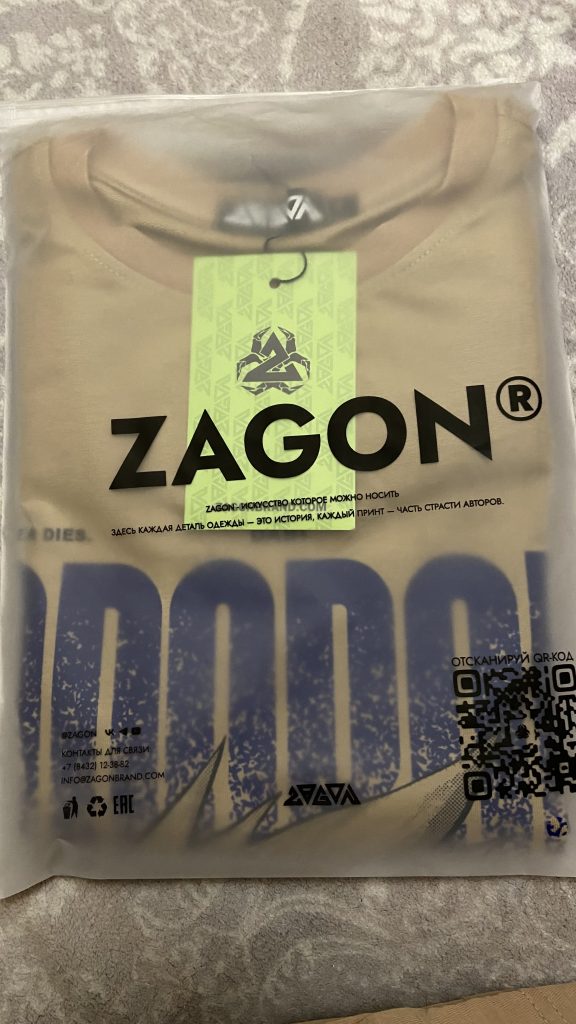 ZAGON®
ZAGON - ИСКУССТВО КОТОРОЕ МОЖНО НОСИТЬ
ЗДЕСЬ КАЖДАЯ ДЕТАЛЬ ОДЕЖДЫ — ЭТО ИСТОРИЯ, КАЖДЫЙ ПРИНТ — ЧАСТЬ СТРАСТИ АВТОРОВ.
DIES.
ОТСКАНИРУЙ QR-КОД
@ZAGON
КОНТАКТЫ ДЛЯ СВЯЗИ:
+7 (8432) 12-38-82
INFO@ZAGONBRAND.COM
EAC